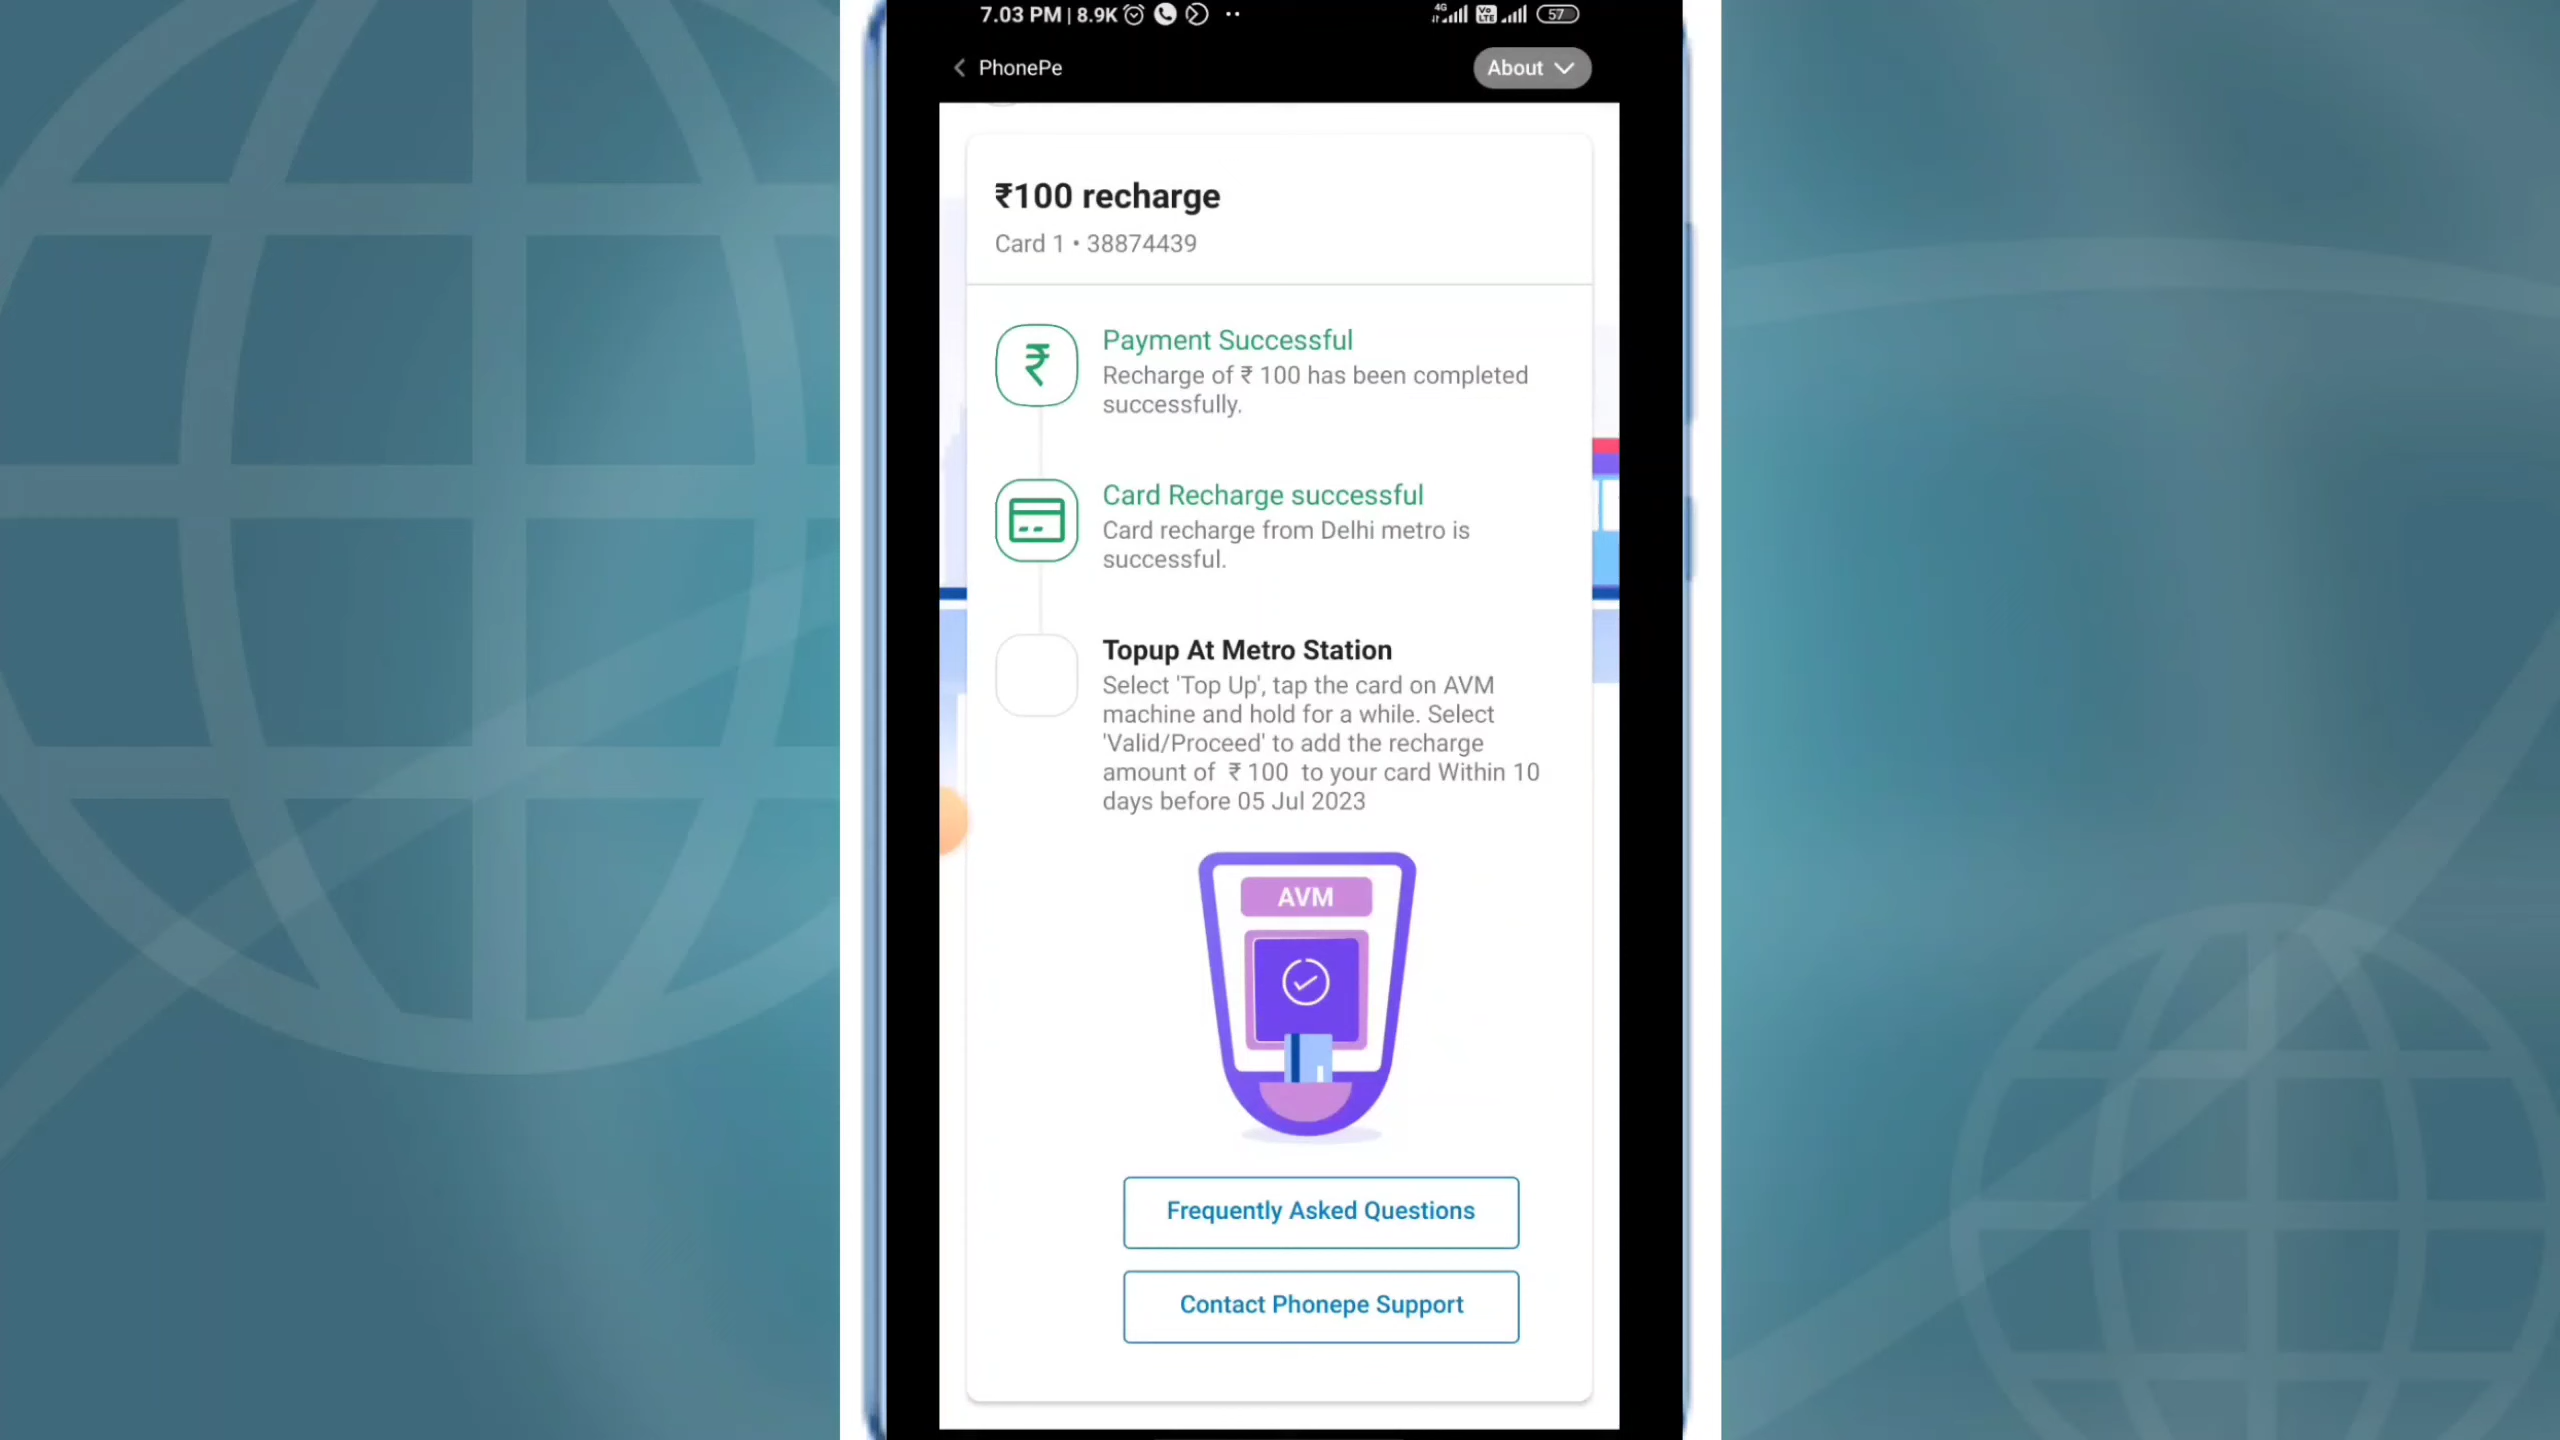 7.03 PM | 8.9K
4G
Vo
LTE
57
PhonePe
About
₹100 recharge
Card 1 • 38874439
Payment Successful
Recharge of ₹ 100 has been completed
successfully.
Card Recharge successful
Card recharge from Delhi metro is
successful.
Topup At Metro Station
Select 'Top Up', tap the card on AVM
machine and hold for a while. Select
'Valid/Proceed' to add the recharge
amount of ₹ 100 to your card Within 10
days before 05 Jul 2023
AVM
Frequently Asked Questions
Contact Phonepe Support